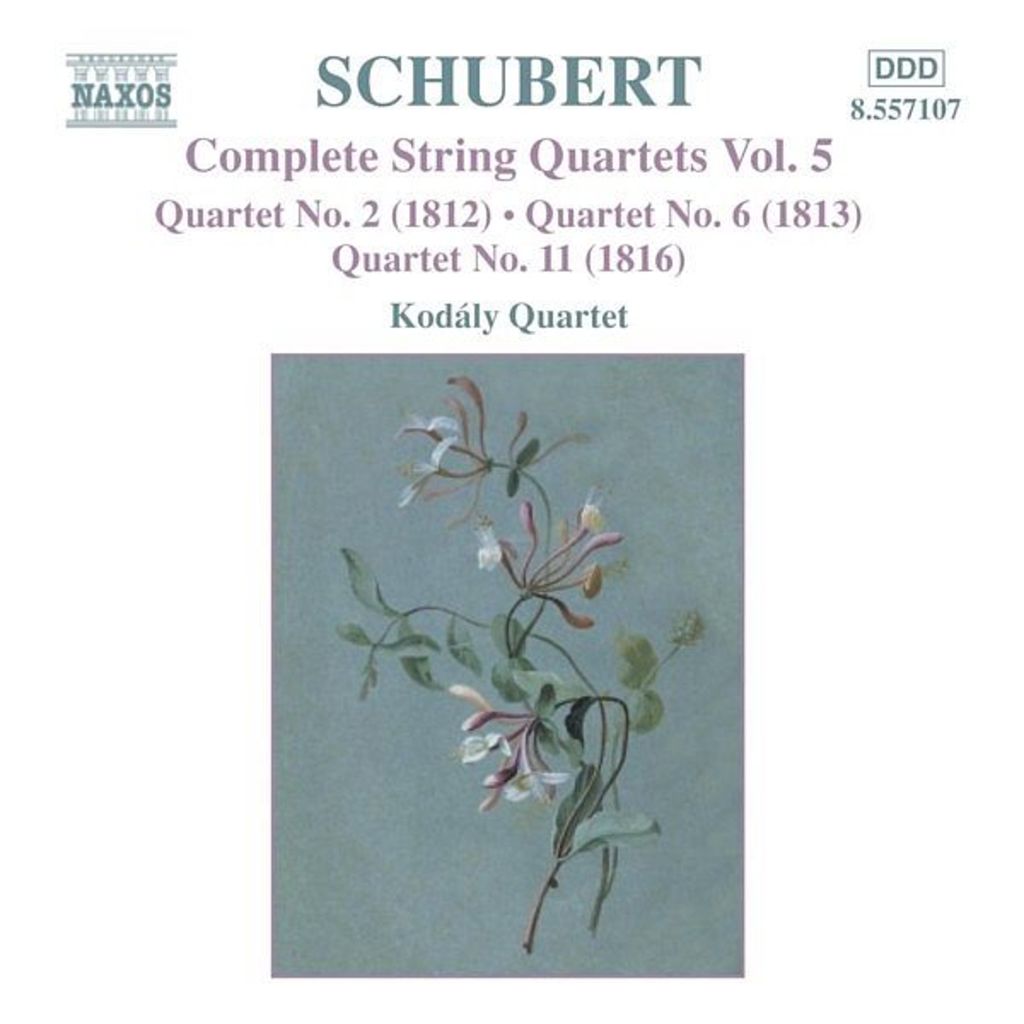 NAXOS
SCHUBERT
DDD
8.557107
Complete String Quartets Vol. 5
Quartet No. 2 (1812) • Quartet No. 6 (1813)
Quartet No. 11 (1816)
Kodály Quartet